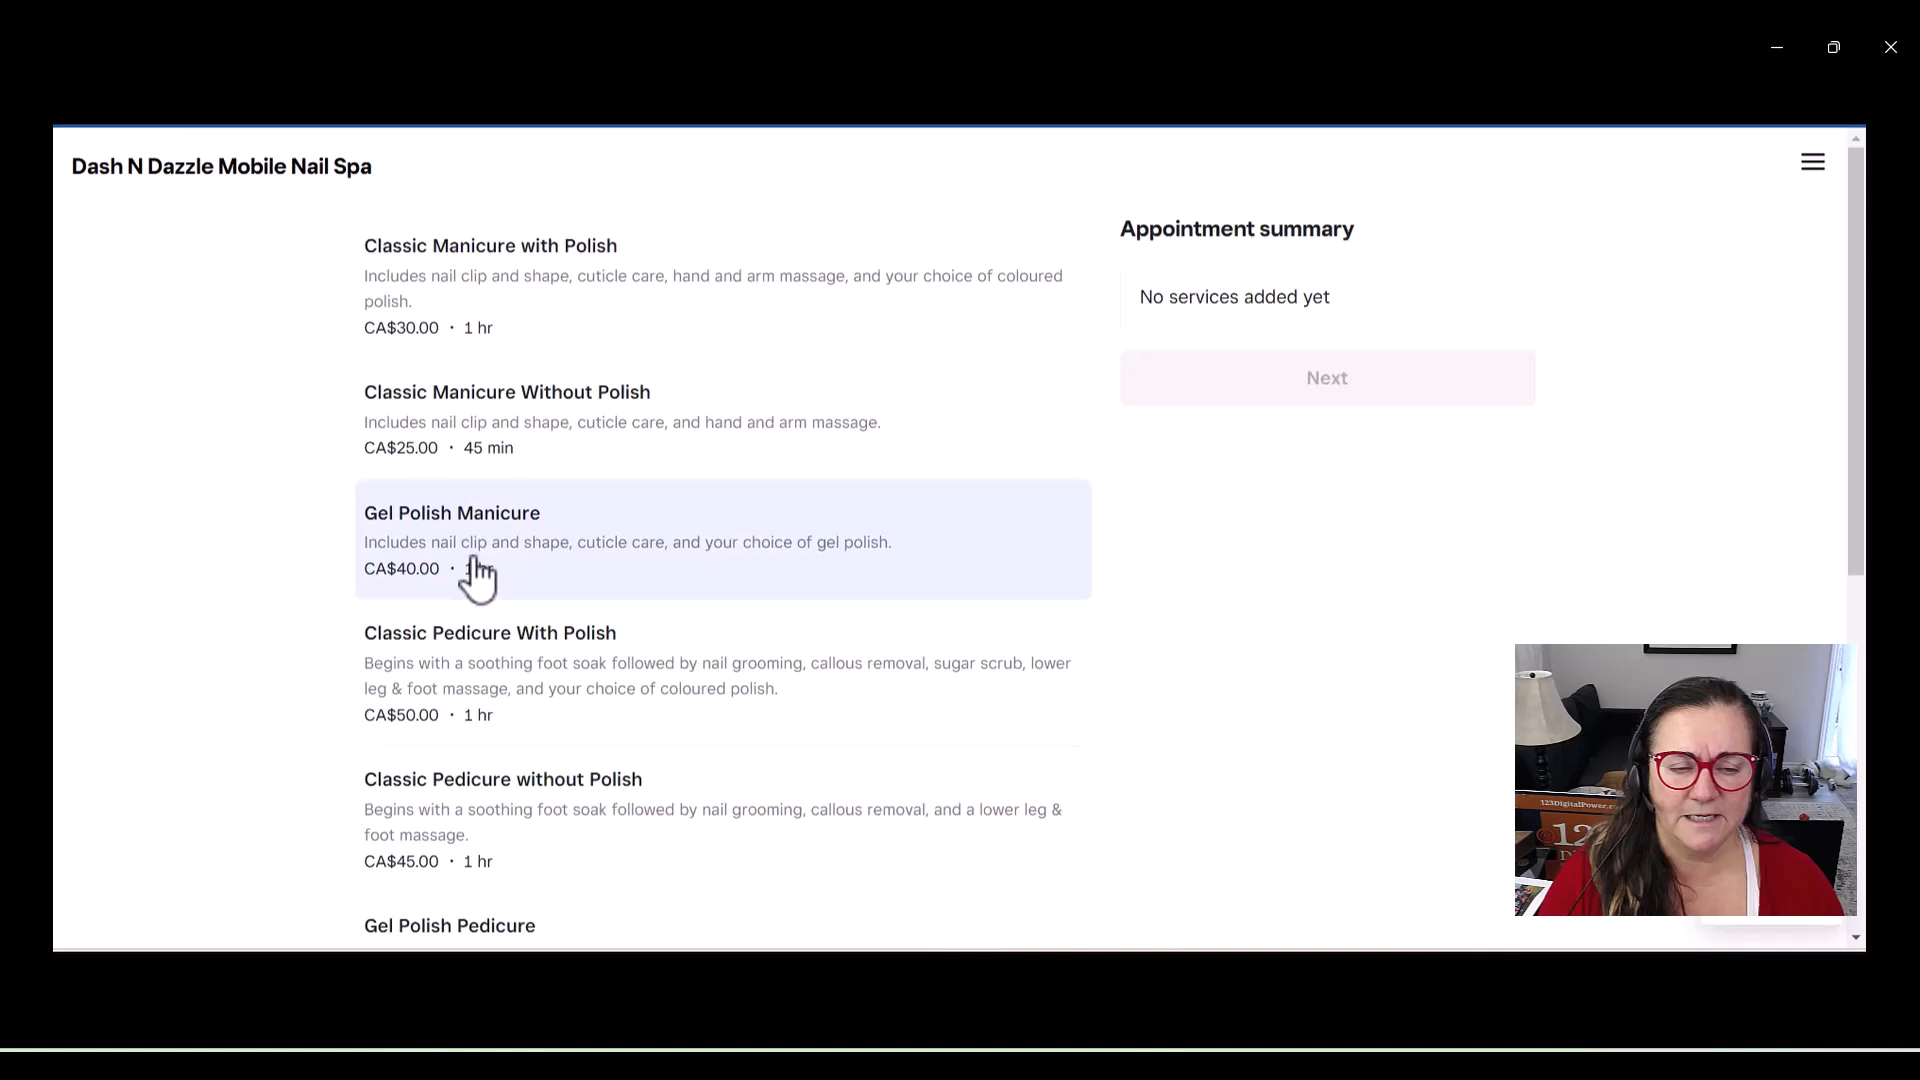 Dash N Dazzle Mobile Nail Spa
Classic Manicure with Polish
Includes nail clip and shape, cuticle care, hand and arm massage, and your choice of coloured
polish.
CA$30.00 · 1 hr
Classic Manicure Without Polish
Includes nail clip and shape, cuticle care, and hand and arm massage.
CA$25.00 · 45 min
Gel Polish Manicure
Includes nail clip and shape, cuticle care, and your choice of gel polish.
CA$40.00 ·
Classic Pedicure With Polish
Begins with a soothing foot soak followed by nail grooming, callous removal, sugar scrub, lower
leg & foot massage, and your choice of coloured polish.
CA$50.00 · 1 hr
Classic Pedicure without Polish
Begins with a soothing foot soak followed by nail grooming, callous removal, and a lower leg &
foot massage.
CA$45.00 · 1 hr
Gel Polish Pedicure
Appointment summary
No services added yet
Next